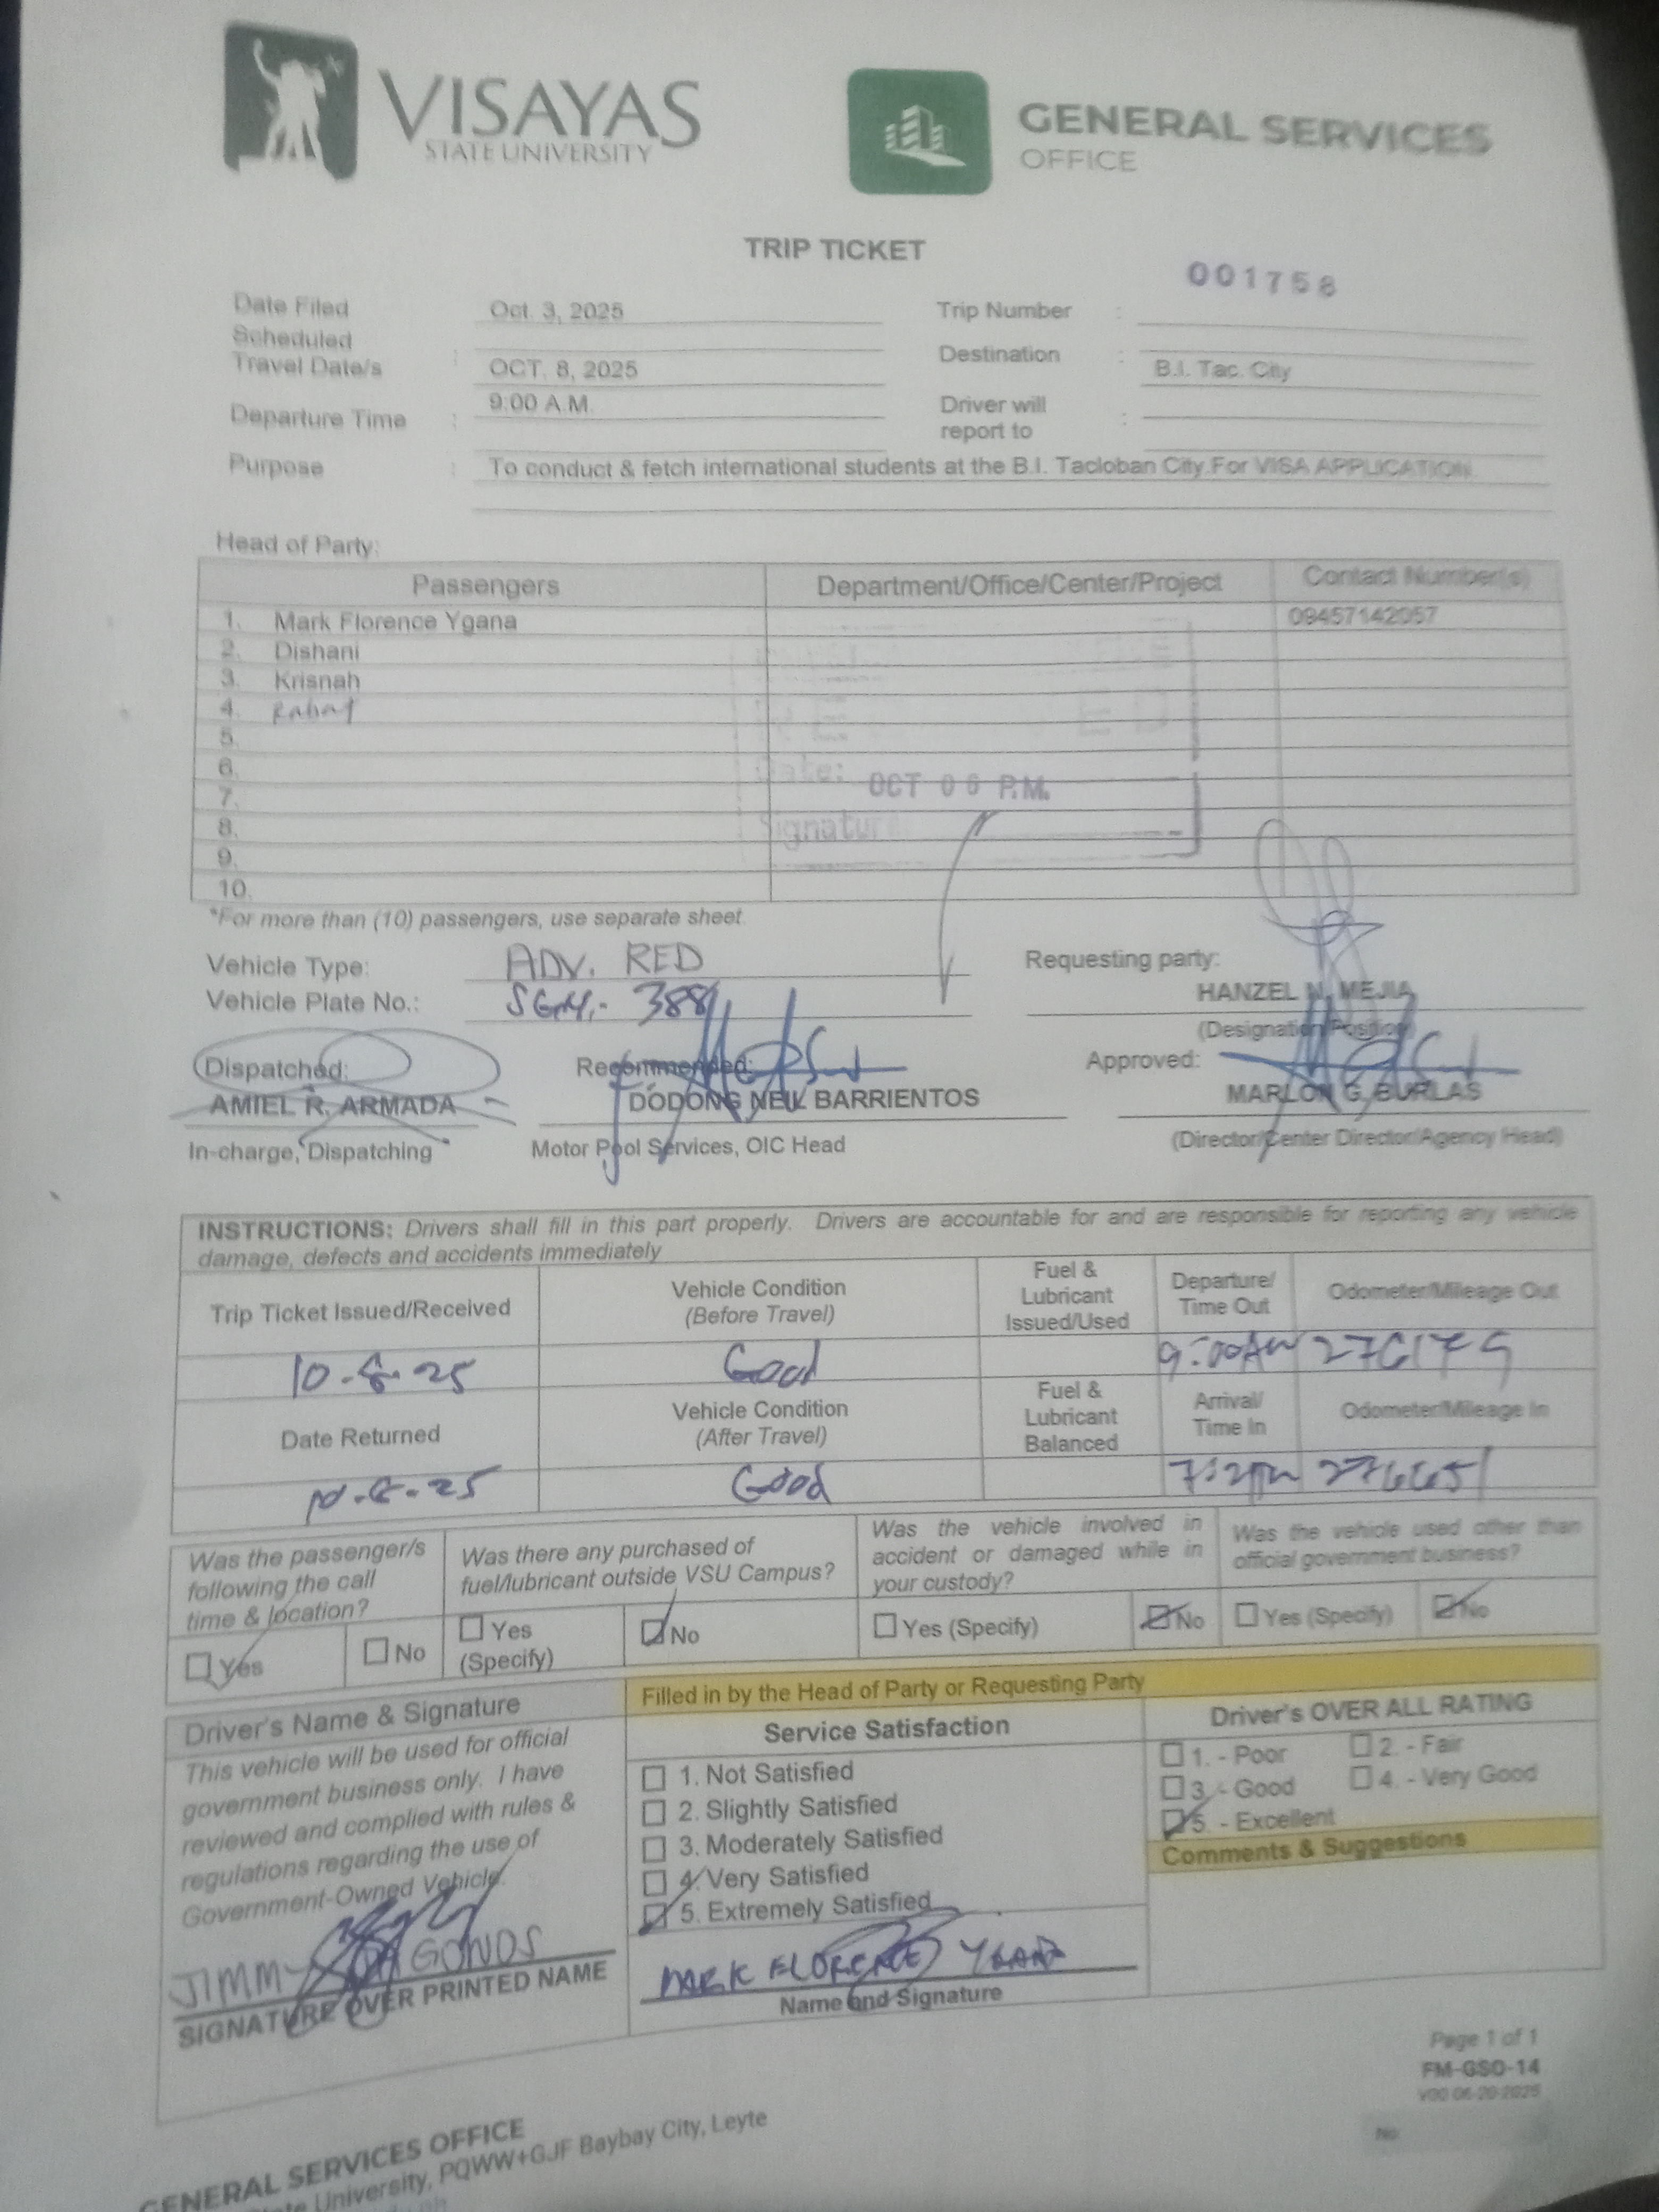 VISAYAS
STATE UNIVERSITY
GENERAL SERVICES
OFFICE
TRIP TICKET
001758
Date Filed Oct. 3, 2025 Trip Number :
Scheduled
Travel Date/s : OCT. 8, 2025 Destination : B.I. Tac. City
Departure Time : 9:00 A.M. Driver will
report to :
Purpose : To conduct & fetch international students at the B.I. Tacloban City.For VISA APPLICATION.
Head of Party:
Passengers Department/Office/Center/Project Contact Number(s)
1. Mark Florence Ygana 09457142057
2. Dishani
3. Krisnah
4.
5.
6.
Date:
7.
OCT 06 P.M.
8.
Signature
9.
10.
*For more than (10) passengers, use separate sheet.
Vehicle Type: ADV. RED Requesting party:
Vehicle Plate No.: HANZEL N. MEJIA
(Designation/Position)
Dispatched: Recommended: Approved:
AMIEL R. ARMADA DODONG NEIL BARRIENTOS MARLON G. BURLAS
In-charge, Dispatching Motor Pool Services, OIC Head (Director/Center Director/Agency Head)
INSTRUCTIONS: Drivers shall fill in this part properly. Drivers are accountable for and are responsible for reporting any vehicle
damage, defects and accidents immediately
Trip Ticket Issued/Received
Vehicle Condition
(Before Travel)
Fuel &
Lubricant
Issued/Used
Departure/
Time Out
Odometer/Mileage Out
10-8-25 Good 9:00AM
Date Returned
Vehicle Condition
(After Travel)
Fuel &
Lubricant
Balanced
Arrival/
Time In
Odometer/Mileage In
10-8-25 Good
Was the passenger/s
following the call
time & location?
Was there any purchased of
fuel/lubricant outside VSU Campus?
Was the vehicle involved in
accident or damaged while in
your custody?
Was the vehicle used other than
official government business?
Yes
No
Yes
(Specify)
No
Yes (Specify)
No
Yes (Specify)
No
Driver's Name & Signature
This vehicle will be used for official
government business only. I have
reviewed and complied with rules &
regulations regarding the use of
Government-Owned Vehicle.
JIMMY
SIGNATURE OVER PRINTED NAME
Filled in by the Head of Party or Requesting Party
Service Satisfaction
1. Not Satisfied
2. Slightly Satisfied
3. Moderately Satisfied
4. Very Satisfied
5. Extremely Satisfied
MARK FLORENCE YGANA
Name and Signature
Driver's OVER ALL RATING
1. - Poor 2. - Fair
3. - Good 4. - Very Good
5. - Excellent
Comments & Suggestions
Page 1 of 1
FM-GSO-14
No
GENERAL SERVICES OFFICE
State University, PQWW+GJF Baybay City, Leyte